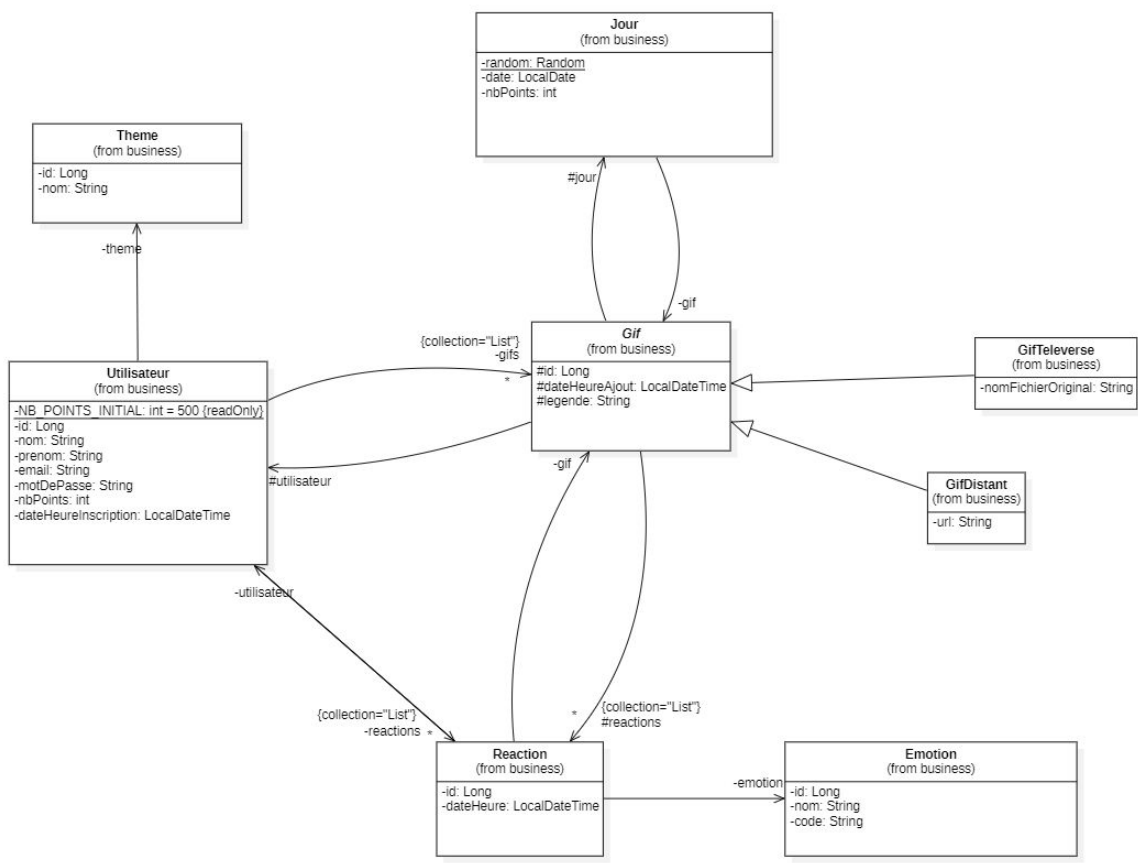 Jour
(from business)
-random: Random
-date: LocalDate
-nbPoints: int
Theme
(from business)
-id: Long
-nom: String
#jour
-theme
-gif
{collection="List"}
-gifs
*
Gif
(from business)
#id: Long
#dateHeureAjout: LocalDateTime
#legende: String
GifTeleverse
(from business)
-nomFichierOriginal: String
Utilisateur
(from business)
-NB_POINTS_INITIAL: int = 500 {readOnly}
-id: Long
-nom: String
-prenom: String
-email: String
-motDePasse: String
-nbPoints: int
-dateHeureInscription: LocalDateTime
#utilisateur
-gif
GifDistant
(from business)
-url: String
-utilisateur
{collection="List"}
-reactions *
* {collection="List"}
#reactions
Reaction
(from business)
-id: Long
-dateHeure: LocalDateTime
-emotion
Emotion
(from business)
-id: Long
-nom: String
-code: String